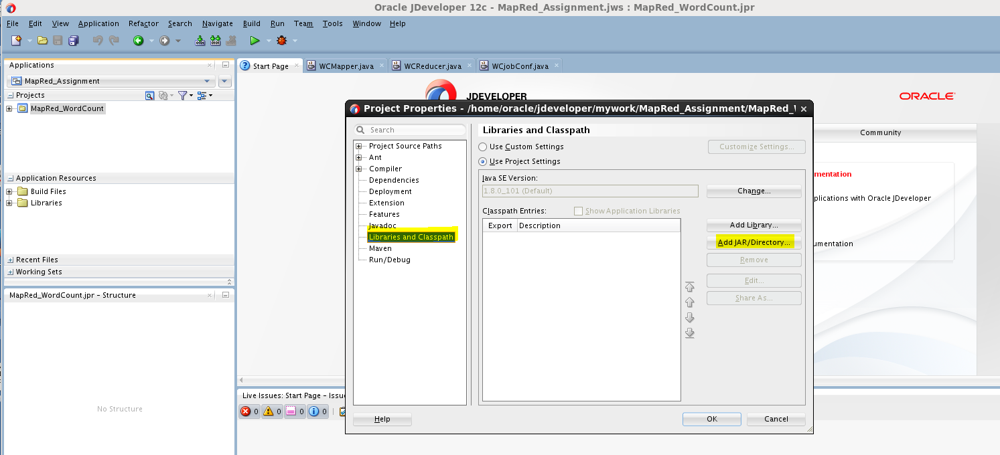 Oracle JDeveloper 12c - MapRed_Assignment.jws : MapRed_WordCount.jpr
File Edit View Application Refactor Search Navigate Build Run Team Tools Window Help
Applications
MapRed_Assignment
Projects
MapRed_WordCount
Application Resources
Build Files
Libraries
Recent Files
Working Sets
MapRed_WordCount.jpr - Structure
No Structure
Start Page WCMapper.java WCReducer.java WCjobConf.java
JDEVELOPER
ORACLE
Community
mentation
plications with Oracle JDeveloper
umentation
Live Issues: Start Page - Issue
0 0 0 0
Project Properties - /home/oracle/jdeveloper/mywork/MapRed_Assignment/MapRed_
Search
Project Source Paths
Ant
Compiler
Dependencies
Deployment
Extension
Features
Javadoc
Libraries and Classpath
Maven
Run/Debug
Libraries and Classpath
Use Custom Settings
Customize Settings...
Use Project Settings
Java SE Version:
1.8.0_101 (Default)
Change...
Classpath Entries:
Show Application Libraries
Export Description
Add Library...
Add JAR/Directory...
Remove
Edit...
Share As...
Help
OK
Cancel